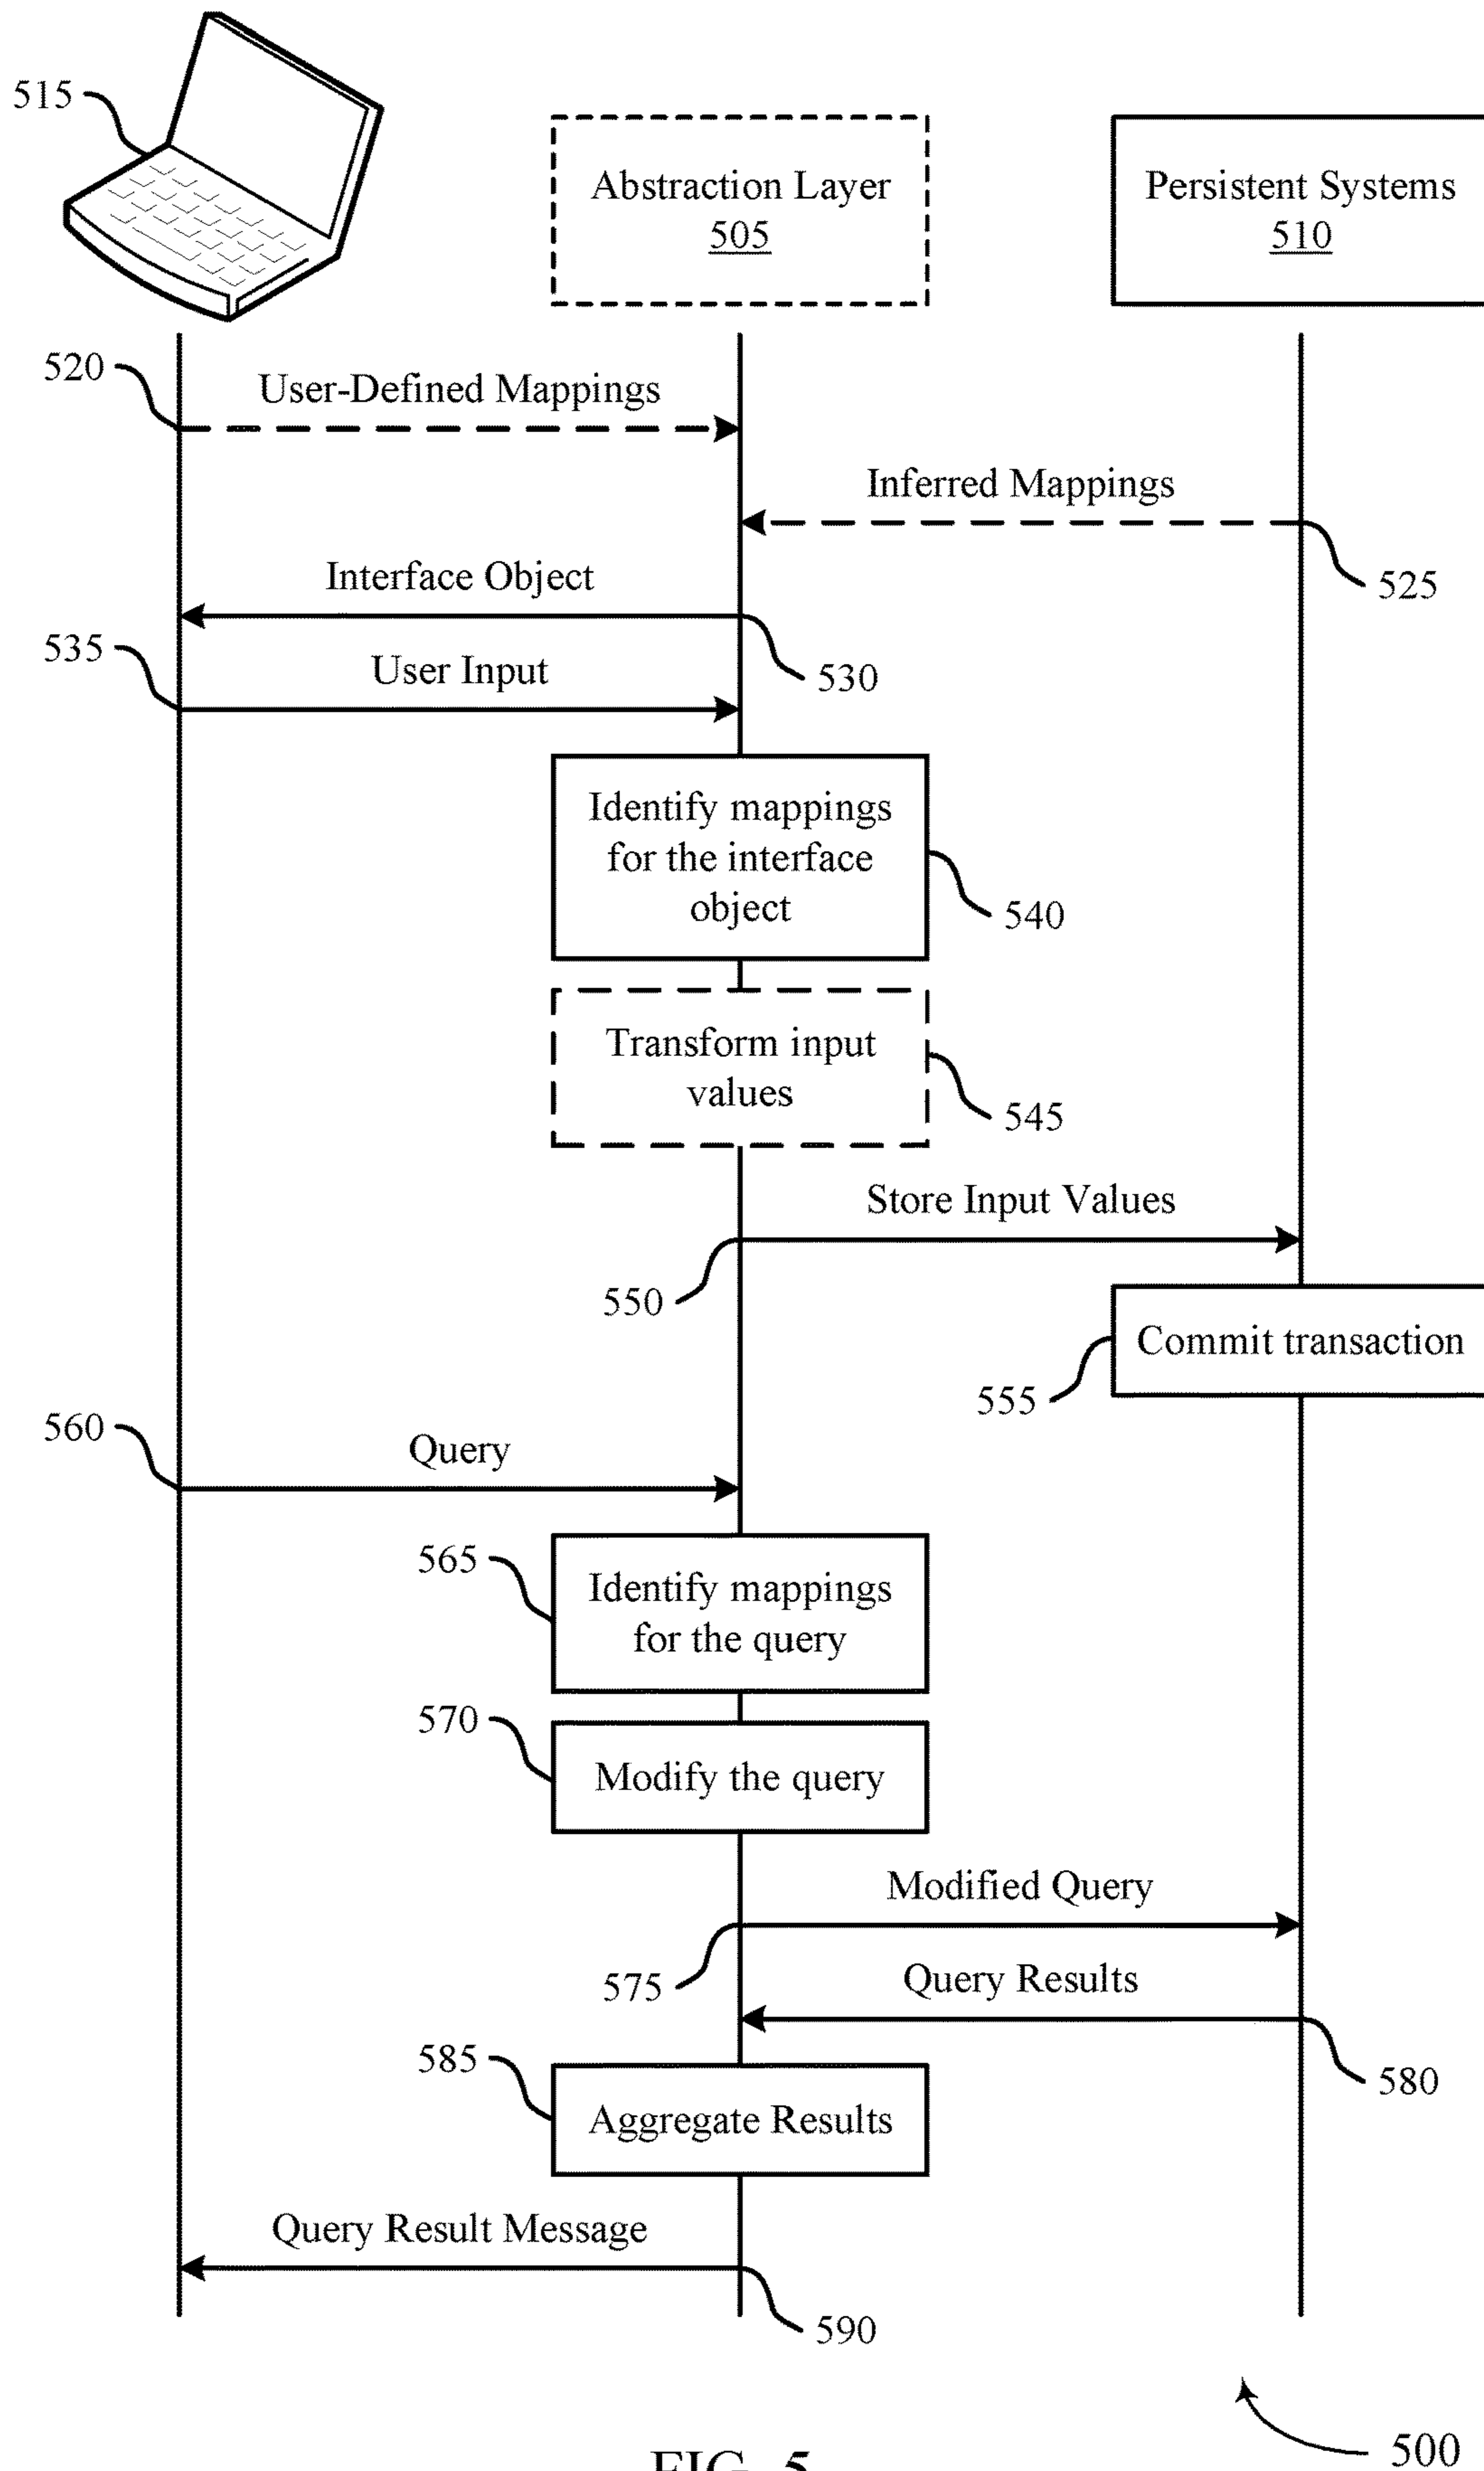 515
Abstraction Layer
505
Persistent Systems
510
520
User-Defined Mappings
Inferred Mappings
525
Interface Object
530
535
User Input
Identify mappings
for the interface
object
540
Transform input
values
545
Store Input Values
550
Commit transaction
555
560
Query
565
Identify mappings
for the query
570
Modify the query
Modified Query
575
Query Results
580
585
Aggregate Results
Query Result Message
590
500
FIG. 5